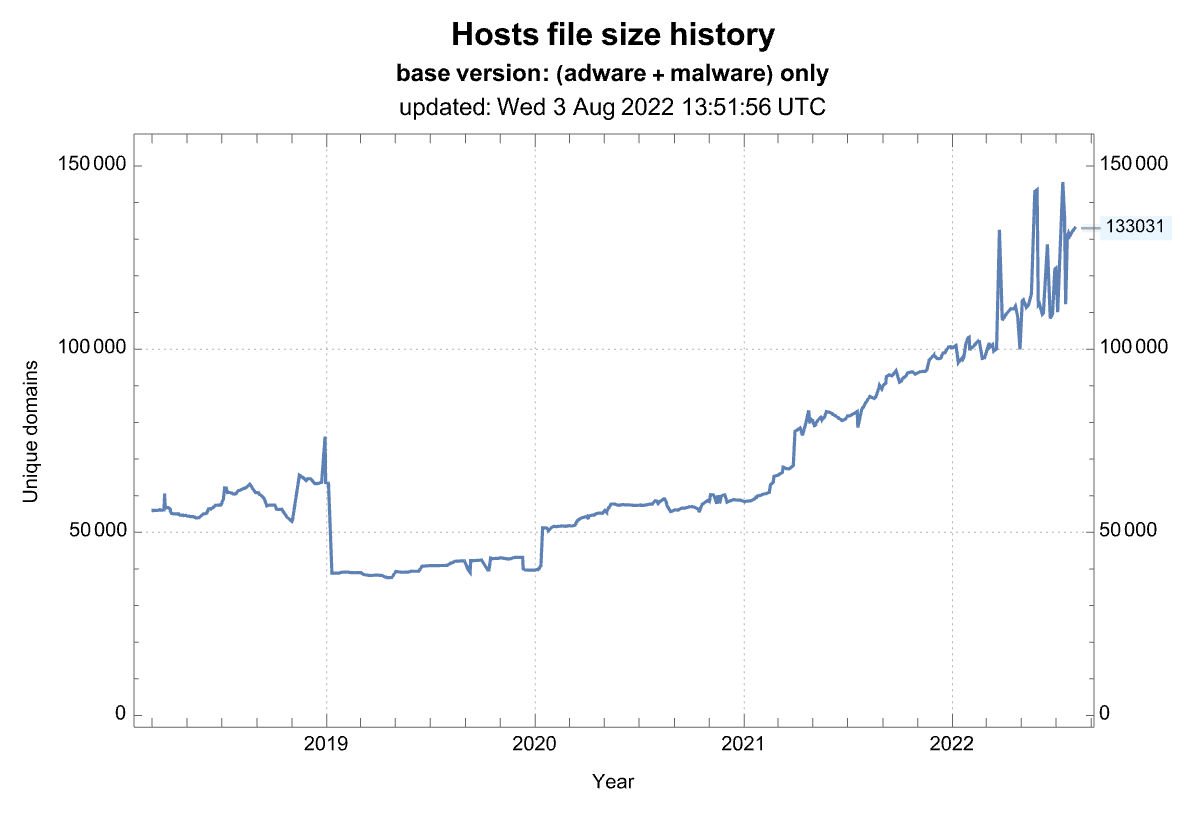 Hosts file size history
base version: (adware + malware) only
updated: Wed 3 Aug 2022 13:51:56 UTC
150 000 150 000
133031
100 000 100 000
Unique domains
50 000 50 000
0 0
2019 2020 2021 2022
Year